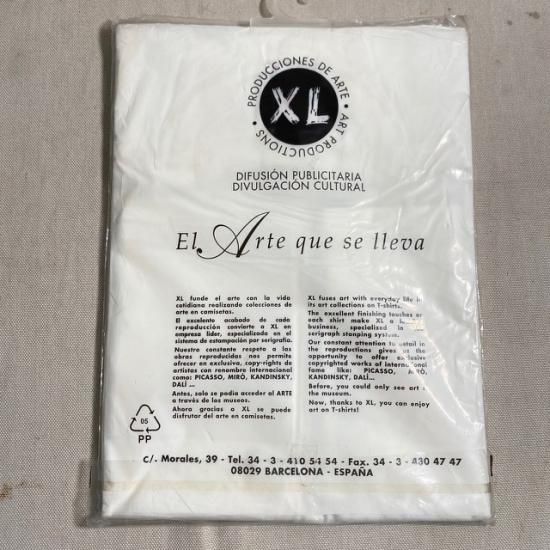 PRODUCCIONES DE ARTE • ART PRODUCTIONS •
XL
DIFUSIÓN PUBLICITARIA
DIVULGACIÓN CULTURAL
El Arte que se lleva
XL funde el arte con la vida
cotidiana realizando colecciones de
arte en camisetas.
El excelente acabado de cada
reproducción convierte a XL en
empresa líder, especializada en el
sistema de estampación por serigrafía.
Nuestro constante respeto a las
obras reproducidas nos permite
ofrecer en exclusiva, copy-rights de
artistas con renombre internacional
como: PICASSO, MIRÓ, KANDINSKY,
DALÍ...
Antes, solo se podía acceder al ARTE
a través de los museos.
Ahora gracias a XL se puede
disfrutar del arte en camisetas.
XL fuses art with everyday life in
its art collections on T-shirts.
The excellent finishing touches on
each shirt make XL a
business, specialized in
serigraph stamping system.
Our constant attention to detail in
the reproductions gives us the
opportunity to offer exclusive
copyrighted works of international
fame like: PICASSO, MIRÓ,
KANDINSKY, DALÍ...
Before, you could only see art
the museum.
Now, thanks to XL, you can enjoy
art on T-shirts!
05
PP
C/. Morales, 39 - Tel. 34 - 3 - 410 54 54 - Fax. 34 - 3 - 430 47 47
08029 BARCELONA - ESPAÑA